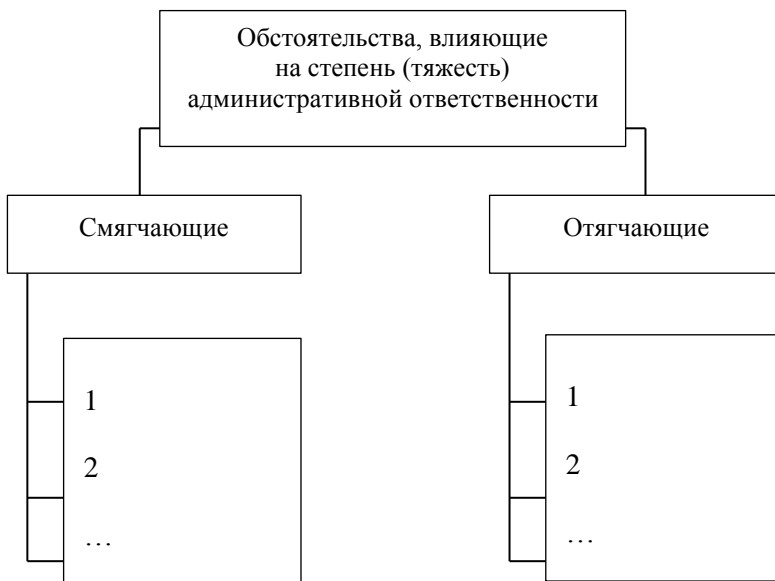 Обстоятельства, влияющие
на степень (тяжесть)
административной ответственности
Смягчающие
Отягчающие
1
2
…
1
2
…